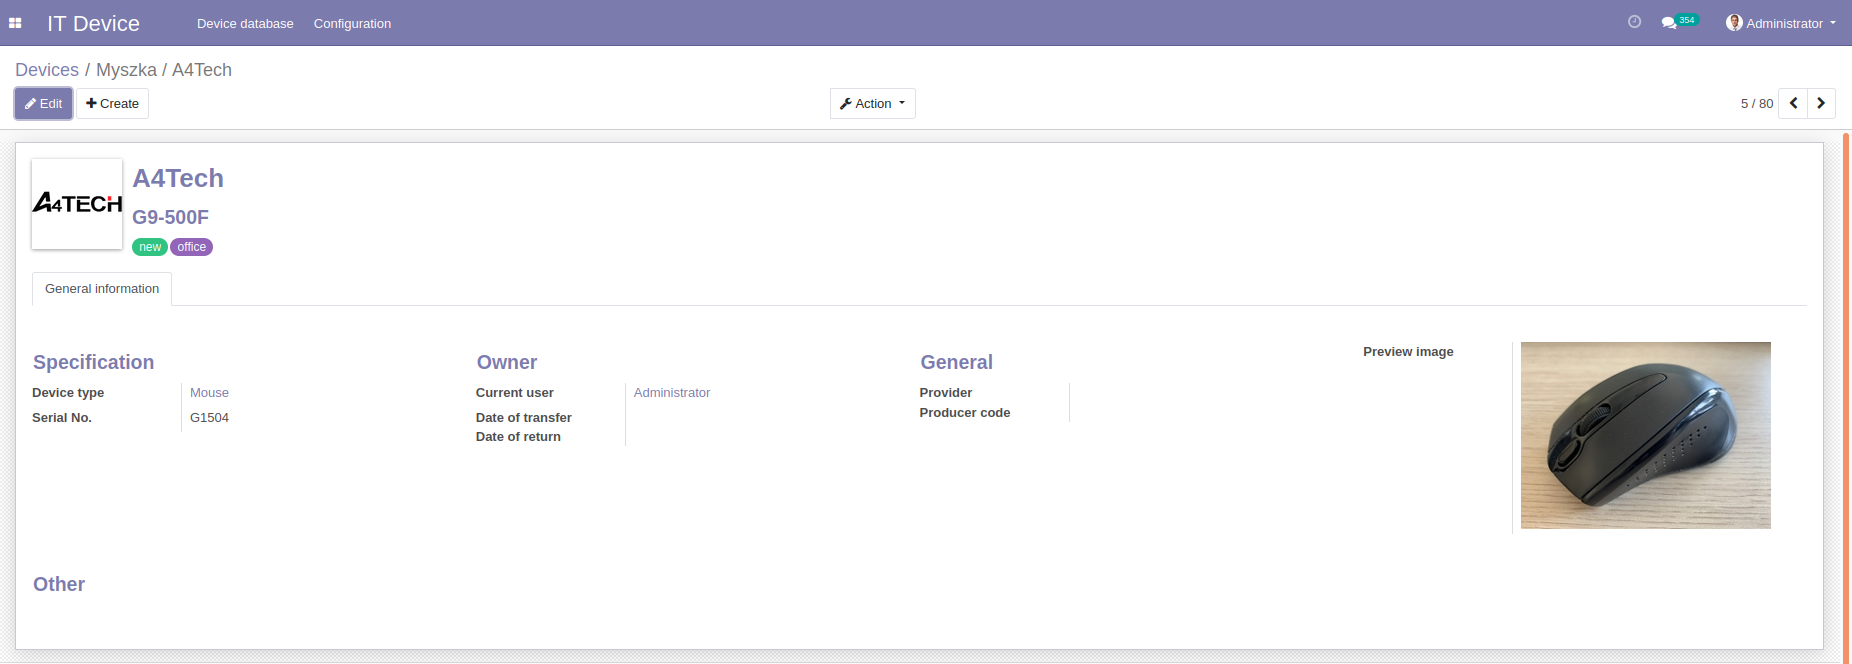 IT Device
Device database
Configuration
354
Administrator
Devices / Myszka / A4Tech
Edit
Create
Action
5 / 80
A4TECH
A4Tech
G9-500F
new
office
General information
Specification
Device type
Mouse
Serial No.
G1504
Owner
Current user
Administrator
Date of transfer
Date of return
General
Provider
Producer code
Preview image
Other